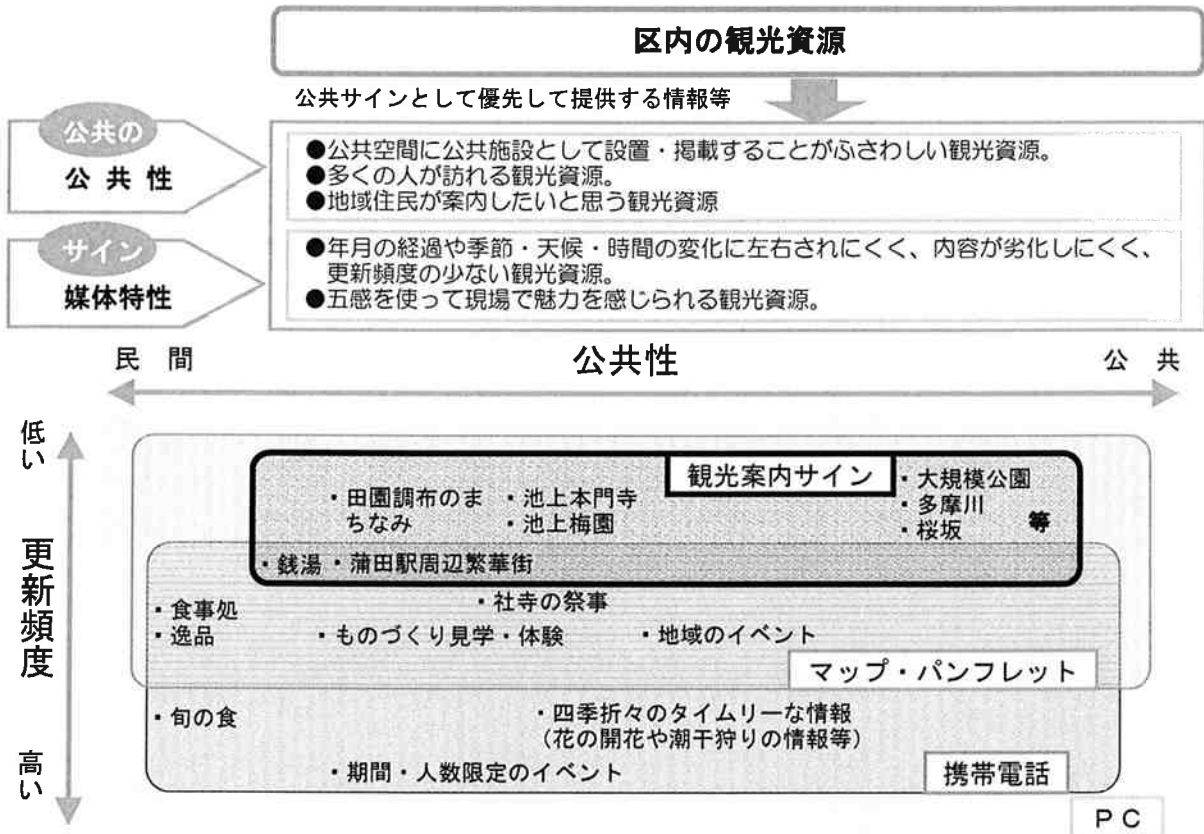 区内の観光資源
公共サインとして優先して提供する情報等
公共の
公共性
●公共空間に公共施設として設置・掲載することがふさわしい観光資源。
●多くの人が訪れる観光資源。
●地域住民が案内したいと思う観光資源
サイン
媒体特性
●年月の経過や季節・天候・時間の変化に左右されにくく、内容が劣化しにくく、
更新頻度の少ない観光資源。
●五感を使って現場で魅力を感じられる観光資源。
民間
公共性
公共
低い
更新頻度
高い
観光案内サイン
・田園調布のま
ちなみ
・池上本門寺
・池上梅園
・大規模公園
・多摩川
・桜坂
等
・銭湯・蒲田駅周辺繁華街
・社寺の祭事
・食事処
・逸品
・ものづくり見学・体験
・地域のイベント
マップ・パンフレット
・旬の食
・四季折々のタイムリーな情報
(花の開花や潮干狩りの情報等)
・期間・人数限定のイベント
携帯電話
PC